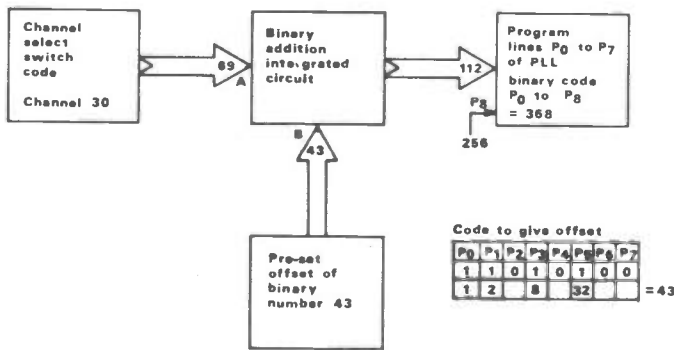 Channel
select
switch
code
Channel 30
69
A
Binary
addition
integrated
circuit
B
43
112
Program
lines P0 to P7
of PLL
binary code
P0 to P8
= 368
P8
256
Pre-set
offset of
binary
number 43
Code to give offset
P0 P1 P2 P3 P4 P5 P6 P7
1 1 0 1 0 1 0 0
1 2 8 32 = 43